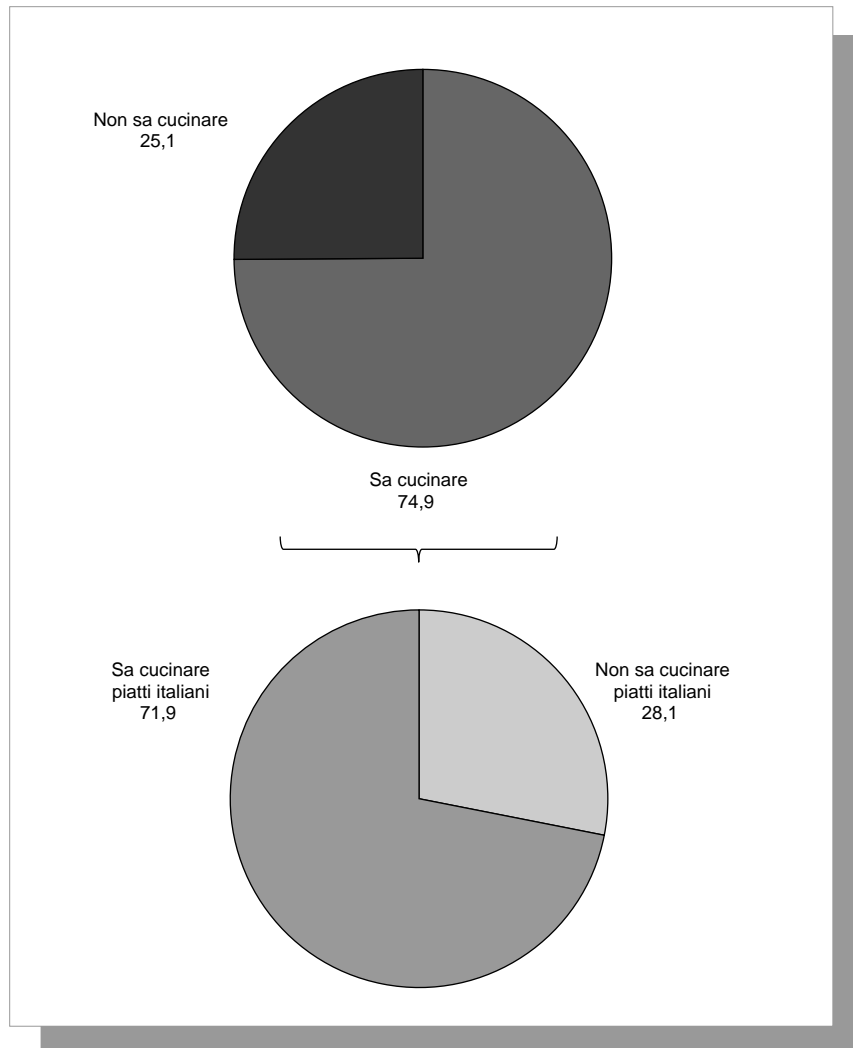 Non sa cucinare
25,1
Sa cucinare
74,9
Sa cucinare
piatti italiani
71,9
Non sa cucinare
piatti italiani
28,1